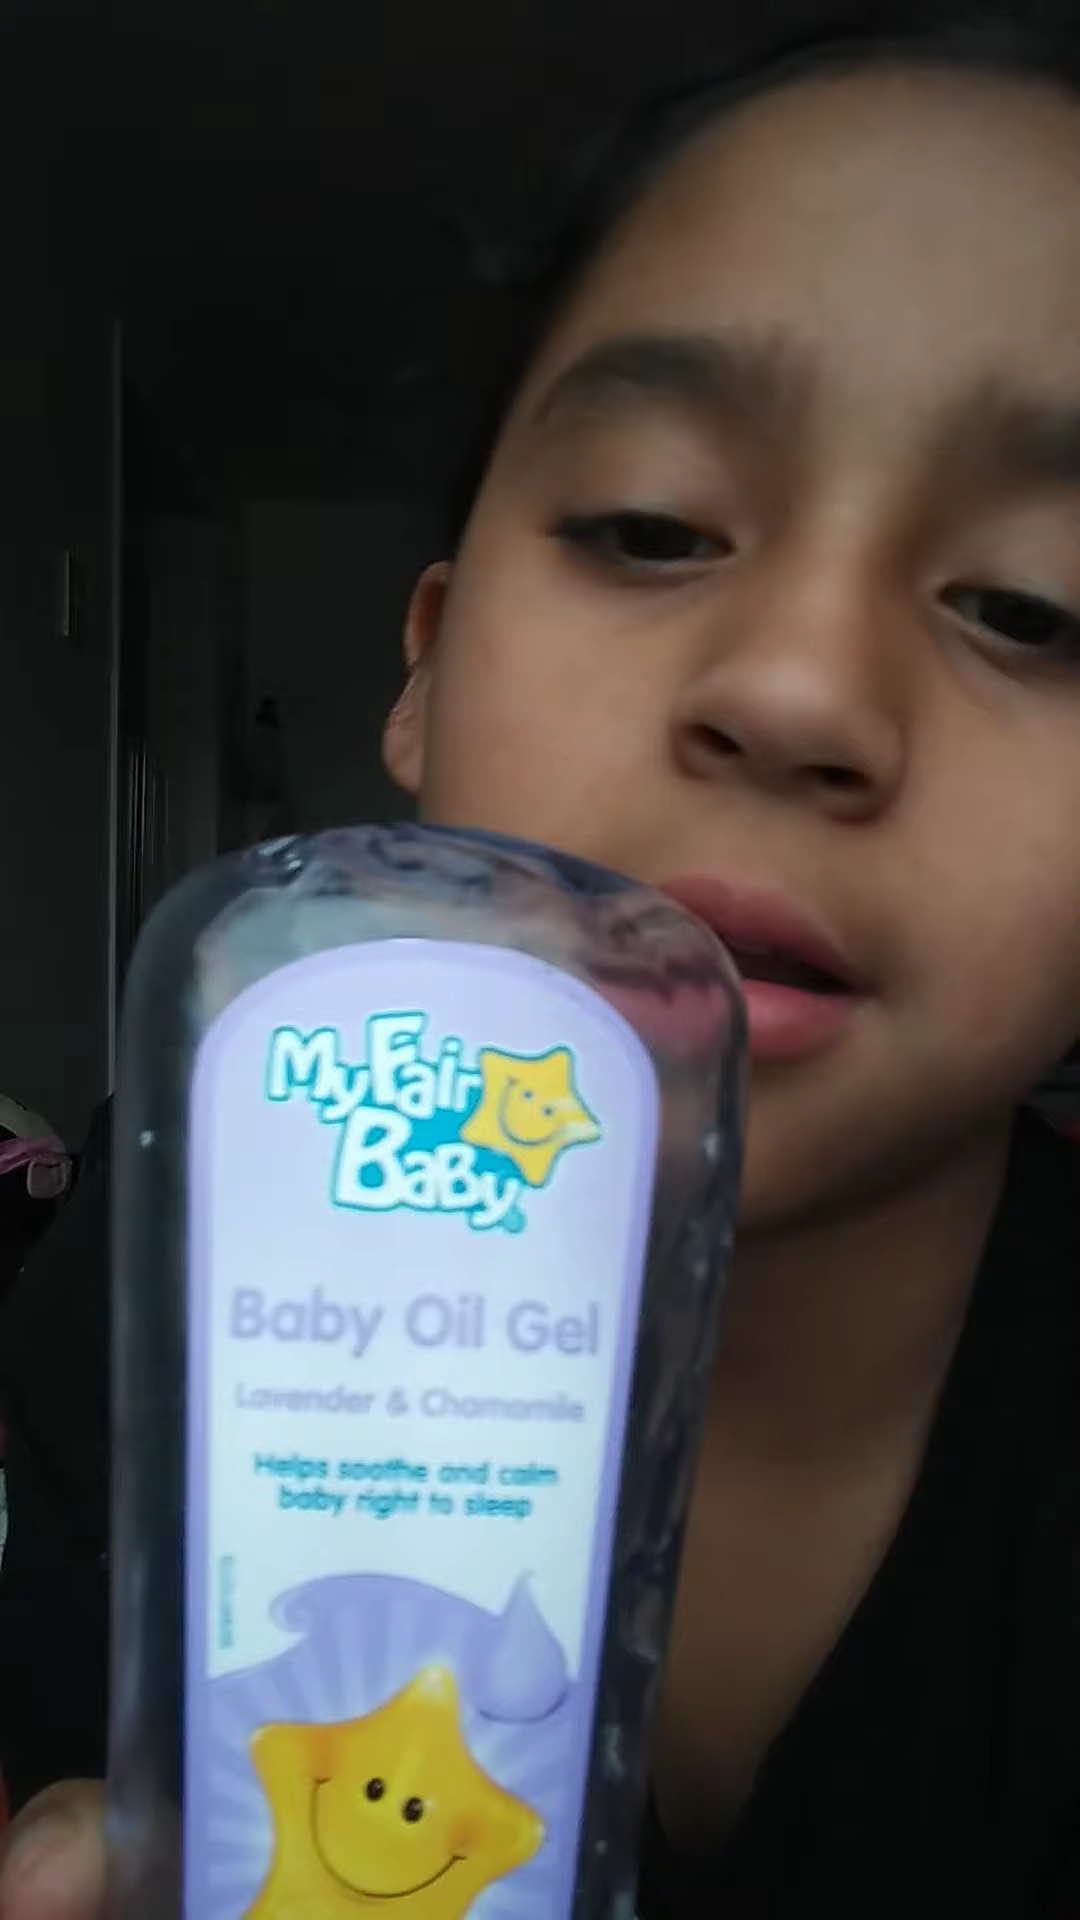 My Fair
Baby
Baby Oil Gel
Lavender & Chamomile
Helps soothe and calm
baby right to sleep